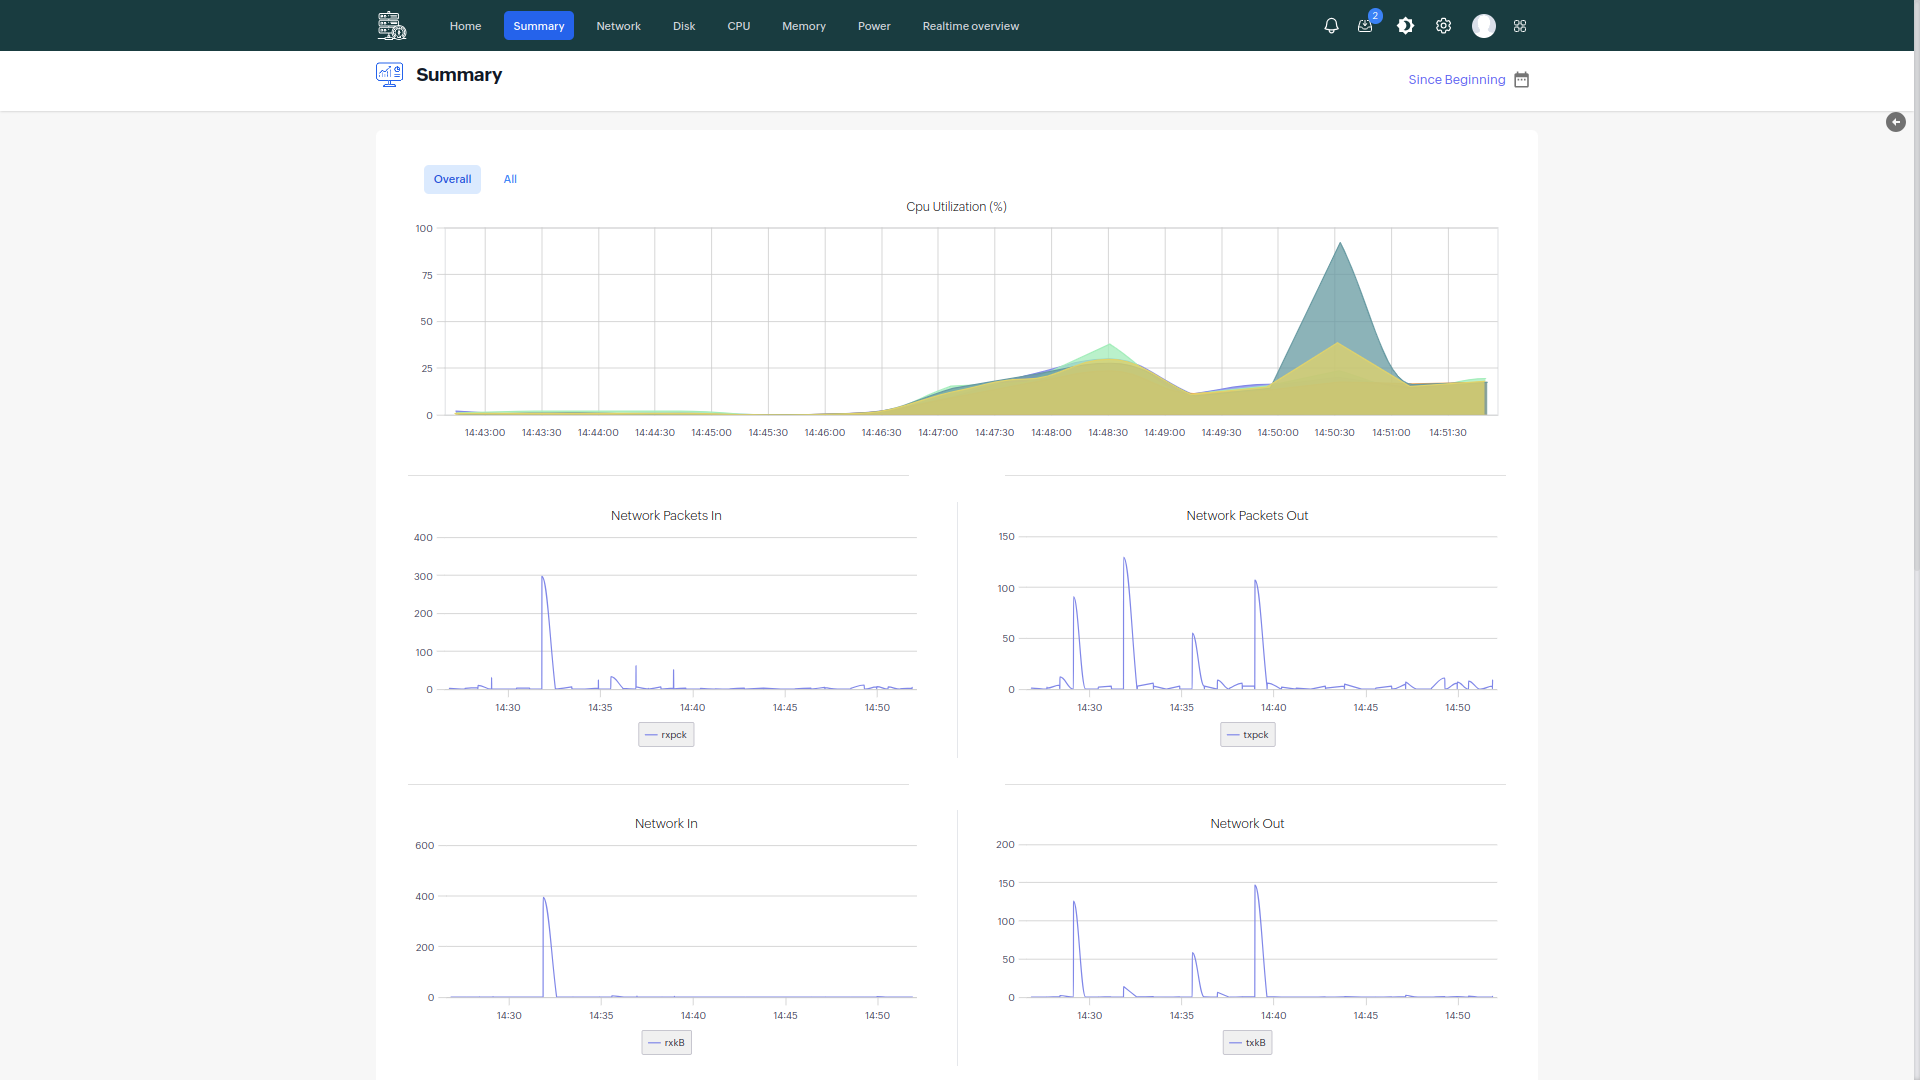 Home Summary Network Disk CPU Memory Power Realtime overview 2
Summary
Since Beginning
Overall All
Cpu Utilization (%)
100
75
50
25
0
14:43:00 14:43:30 14:44:00 14:44:30 14:45:00 14:45:30 14:46:00 14:46:30 14:47:00 14:47:30 14:48:00 14:48:30 14:49:00 14:49:30 14:50:00 14:50:30 14:51:00 14:51:30
Network Packets In
400
300
200
100
0
14:30 14:35 14:40 14:45 14:50
rxpck
Network Packets Out
150
100
50
0
14:30 14:35 14:40 14:45 14:50
txpck
Network In
600
400
200
0
14:30 14:35 14:40 14:45 14:50
rxkB
Network Out
200
150
100
50
0
14:30 14:35 14:40 14:45 14:50
txkB